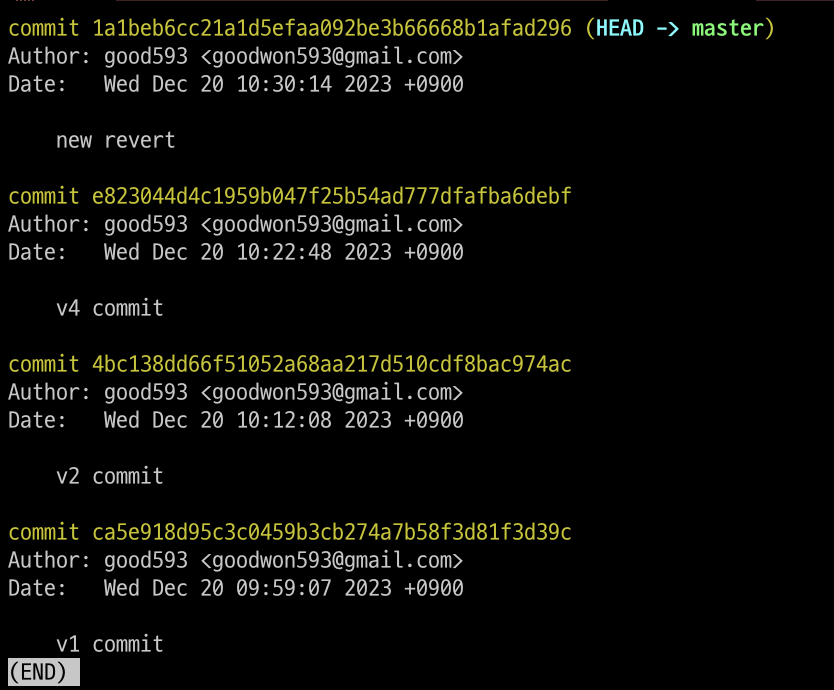 commit 1a1beb6cc21a1d5efaa092be3b66668b1afad296 (HEAD -> master)
Author: good593 <goodwon593@gmail.com>
Date:   Wed Dec 20 10:30:14 2023 +0900
    new revert
commit e823044d4c1959b047f25b54ad777dfafba6debf
Author: good593 <goodwon593@gmail.com>
Date:   Wed Dec 20 10:22:48 2023 +0900
    v4 commit
commit 4bc138dd66f51052a68aa217d510cdf8bac974ac
Author: good593 <goodwon593@gmail.com>
Date:   Wed Dec 20 10:12:08 2023 +0900
    v2 commit
commit ca5e918d95c3c0459b3cb274a7b58f3d81f3d39c
Author: good593 <goodwon593@gmail.com>
Date:   Wed Dec 20 09:59:07 2023 +0900
    v1 commit
(END)